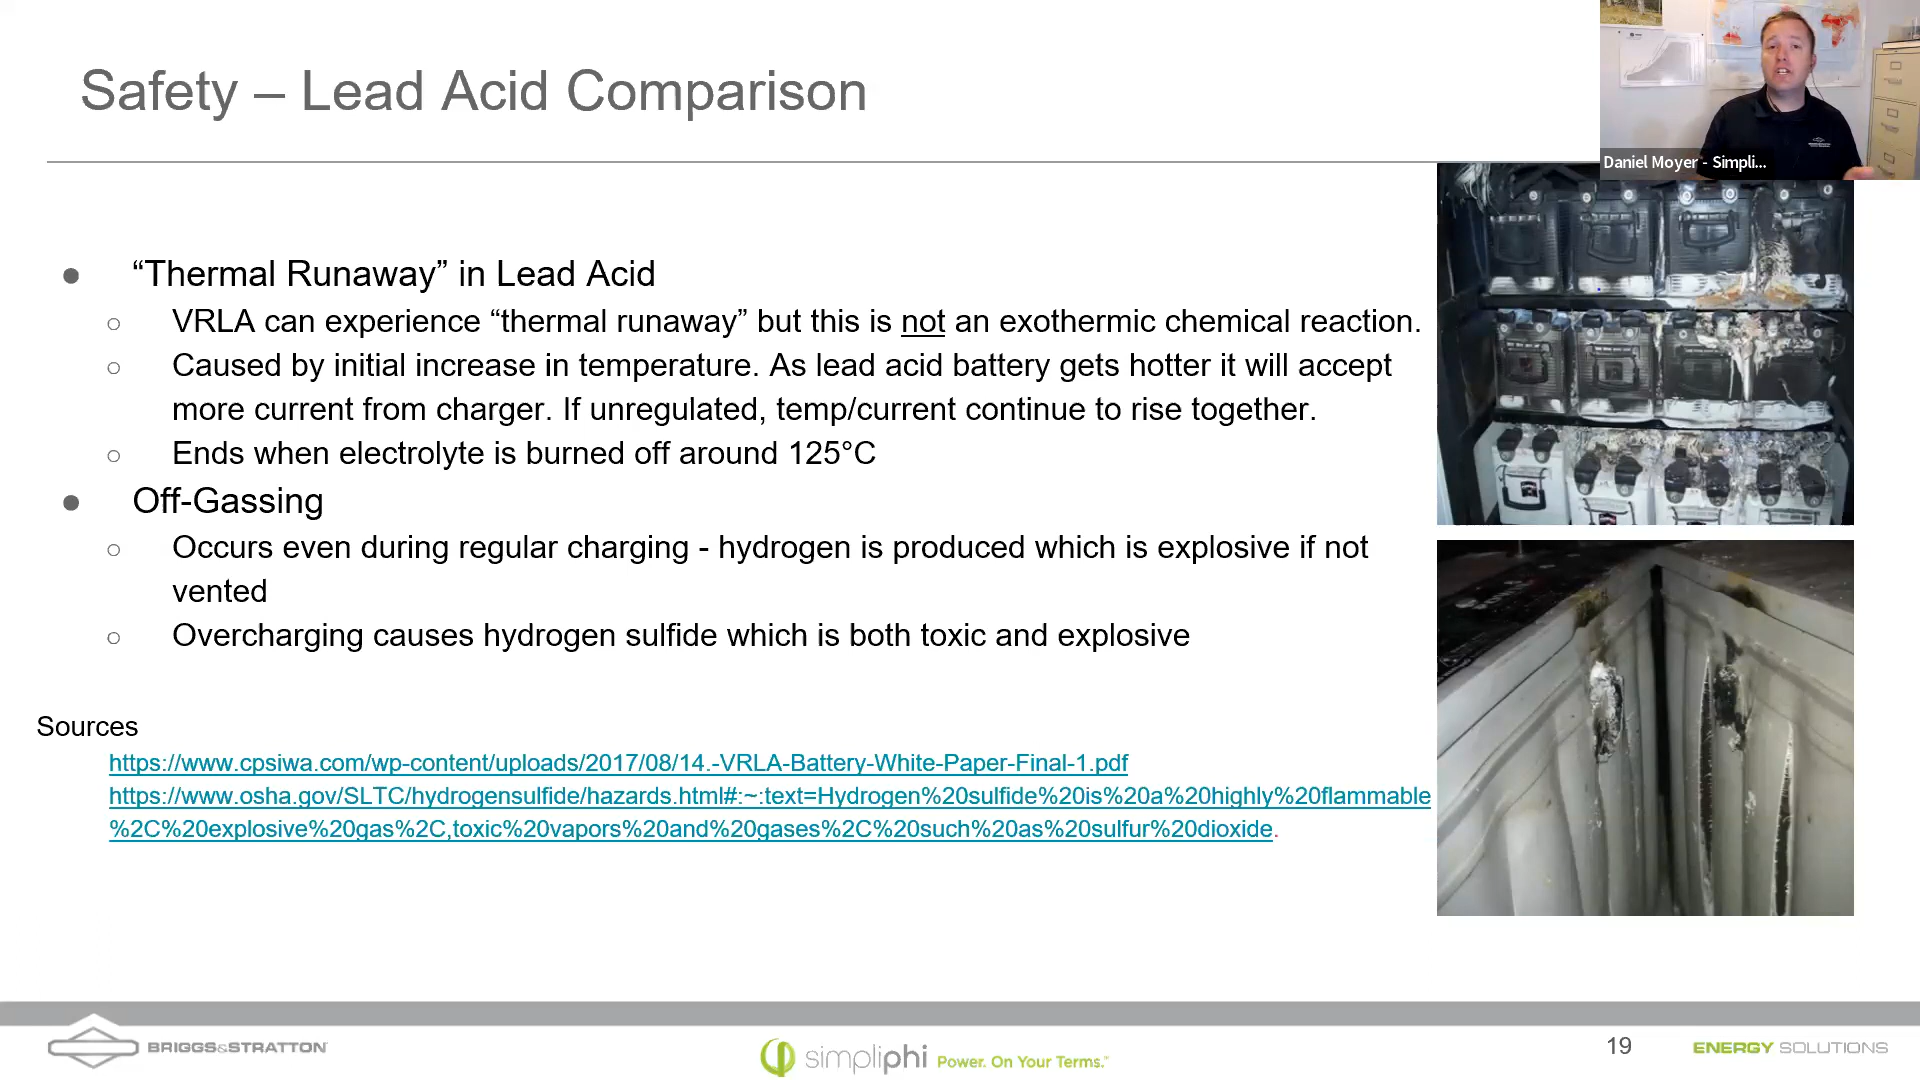 Safety – Lead Acid Comparison
Daniel Moyer - Simpli...
● “Thermal Runaway” in Lead Acid
○ VRLA can experience “thermal runaway” but this is not an exothermic chemical reaction.
○ Caused by initial increase in temperature. As lead acid battery gets hotter it will accept
more current from charger. If unregulated, temp/current continue to rise together.
○ Ends when electrolyte is burned off around 125°C
● Off-Gassing
○ Occurs even during regular charging - hydrogen is produced which is explosive if not
vented
○ Overcharging causes hydrogen sulfide which is both toxic and explosive
Sources
https://www.cpsiwa.com/wp-content/uploads/2017/08/14.-VRLA-Battery-White-Paper-Final-1.pdf
https://www.osha.gov/SLTC/hydrogensulfide/hazards.html#:~:text=Hydrogen%20sulfide%20is%20a%20highly%20flammable
%2C%20explosive%20gas%2C,toxic%20vapors%20and%20gases%2C%20such%20as%20sulfur%20dioxide.
BRIGGS&STRATTON
simpliphi Power. On Your Terms.™
19
ENERGY SOLUTIONS